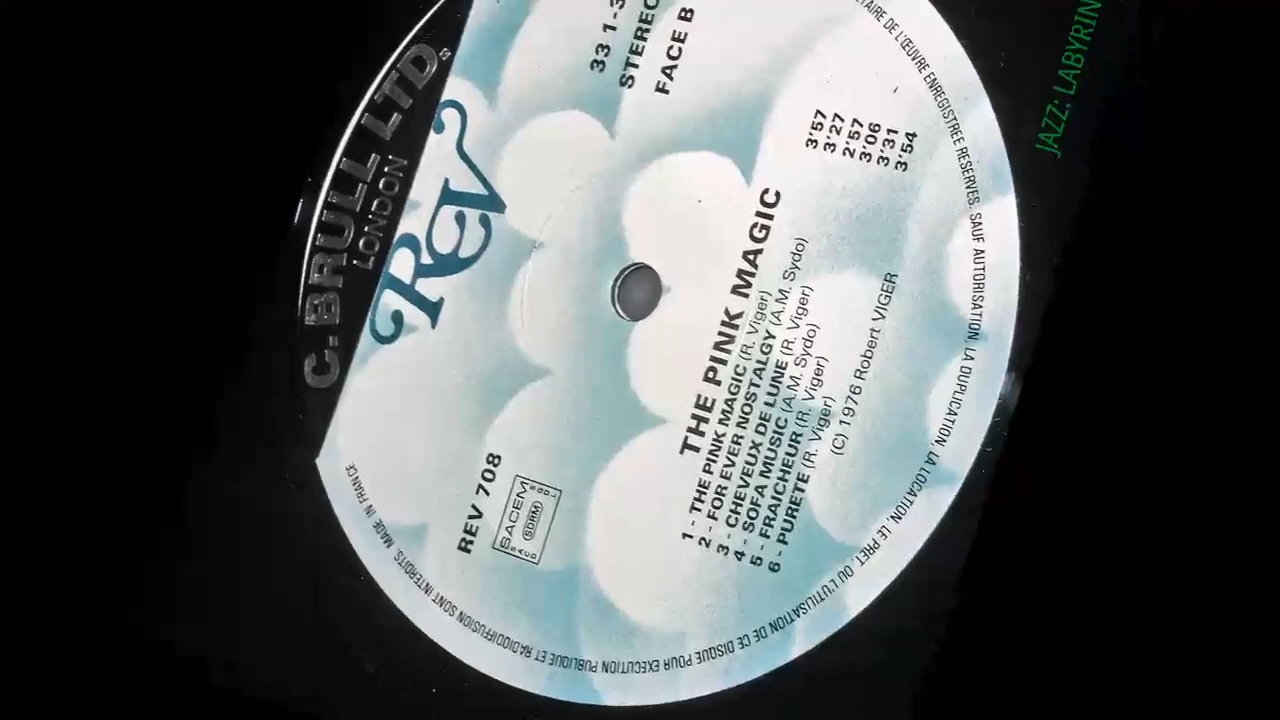 C. BRULL LTD.
LONDON
REV
33 1-3
STEREO
FACE B
REV 708
SACEM
SACD
SDRM
SGDL
THE PINK MAGIC
1 - THE PINK MAGIC (R. Viger) 3'57
2 - FOR EVER NOSTALGY (A.M. Sydo) 3'27
3 - CHEVEUX DE LUNE (R. Viger) 2'57
4 - SOFA MUSIC (A.M. Sydo) 3'06
5 - FRAICHEUR (R. Viger) 3'31
6 - PURETE (R. Viger) 3'54
(C) 1976 Robert VIGER
DE L'ŒUVRE ENREGISTREE RESERVES. SAUF AUTORISATION, LA DUPLICATION, LA LOCATION, LE PRET, OU L'UTILISATION DE CE DISQUE POUR EXECUTION PUBLIQUE ET RADIODIFFUSION SONT INTERDITS. MADE IN FRANCE
JAZZ: LABYRIN